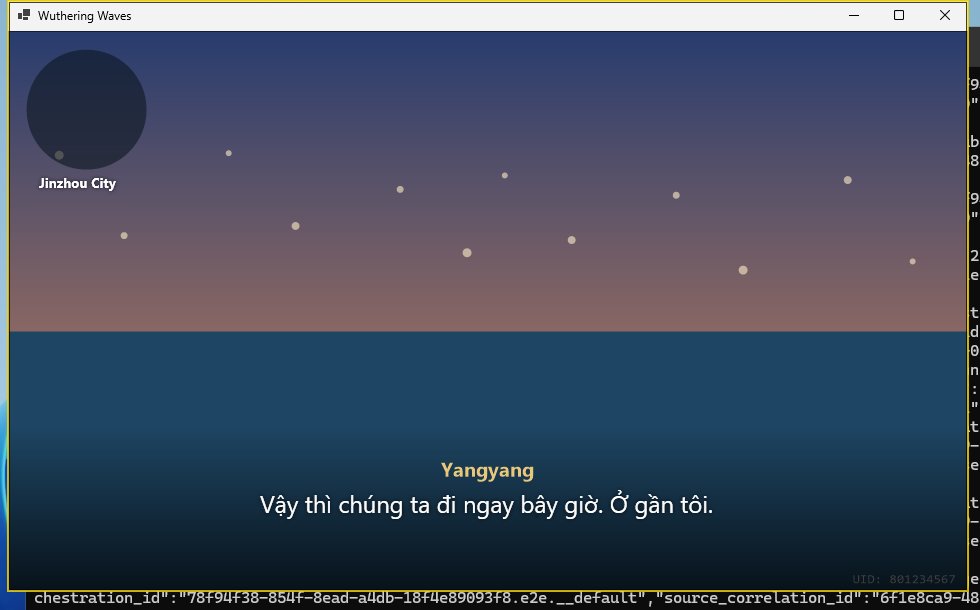 Wuthering Waves
Jinzhou City
Yangyang
Vậy thì chúng ta đi ngay bây giờ. Ở gần tôi.
UID: 801234567
chestration_id":"78f94f38-854f-8ead-a4db-18f4e89093f8.e2e.__default","source_correlation_id":"6f1e8ca9-4